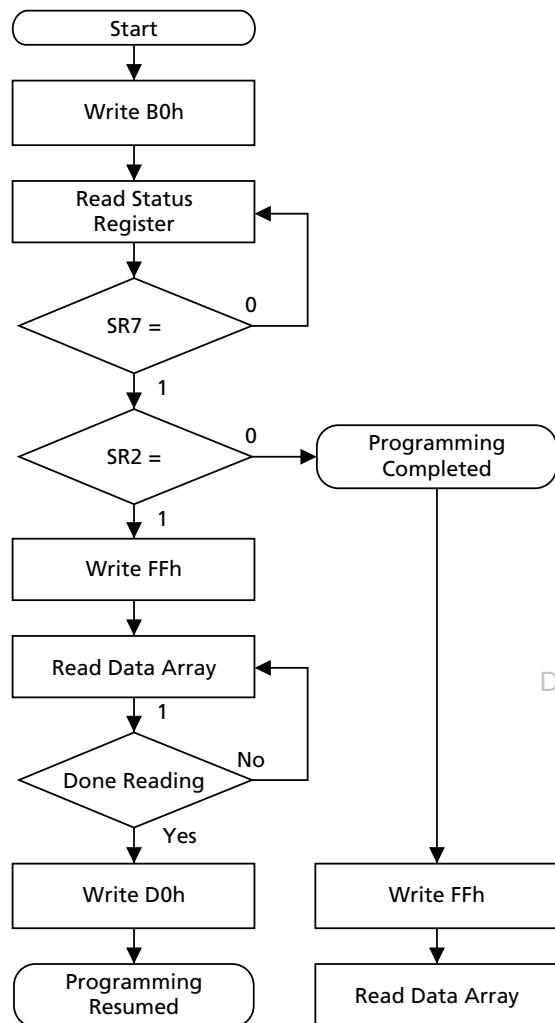 Start
Write B0h
Read Status
Register
SR7 =
0
1
SR2 =
0
Programming
Completed
1
Write FFh
Read Data Array
D
1
Done Reading
No
Yes
Write D0h
Write FFh
Programming
Resumed
Read Data Array